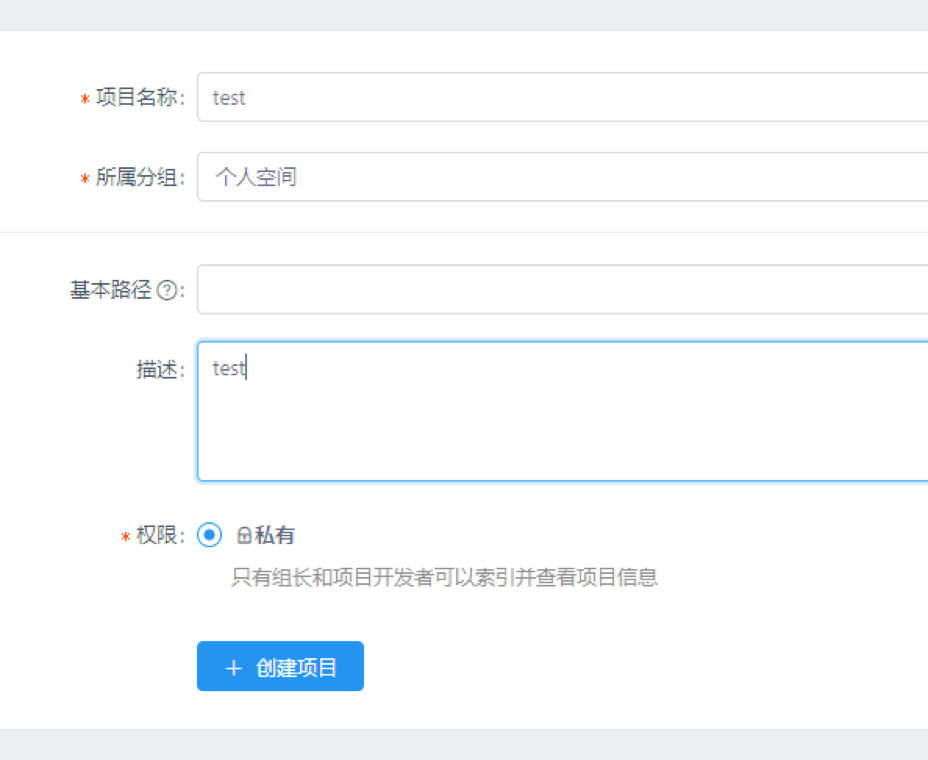 * 项目名称: test
* 所属分组: 个人空间
基本路径?:
描述: test
* 权限: 私有
只有组长和项目开发者可以索引并查看项目信息
+ 创建项目